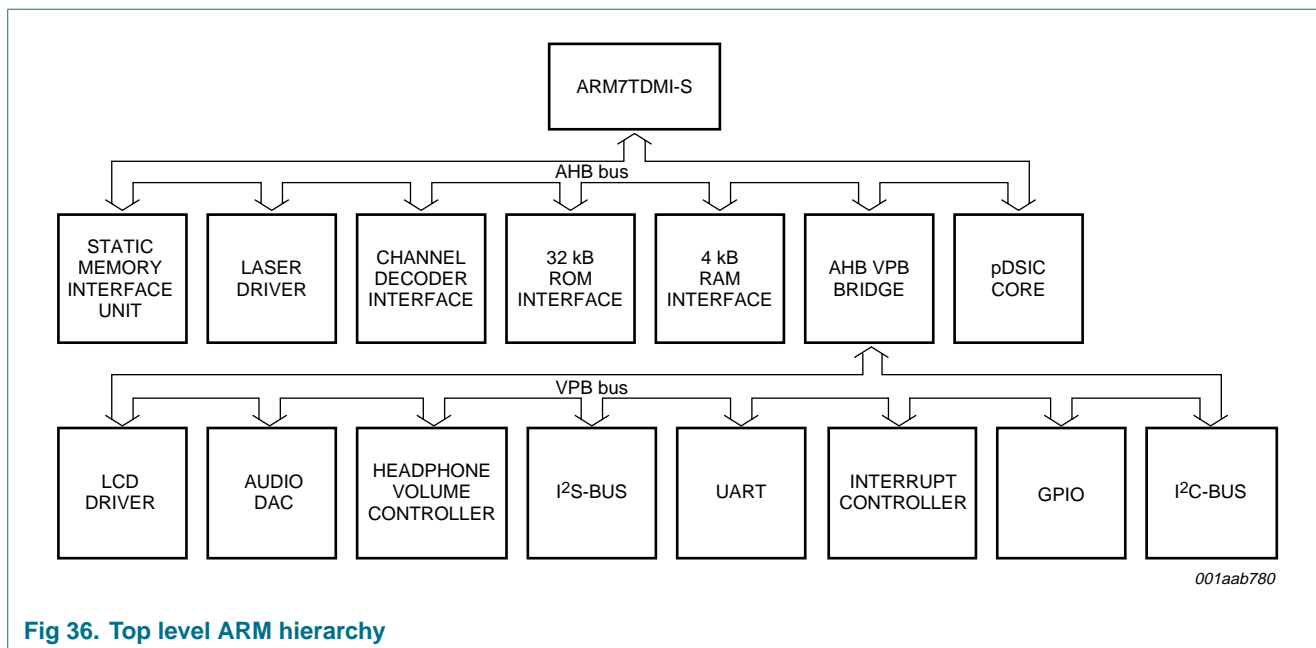 ARM7TDMI-S
AHB bus
STATIC
MEMORY
INTERFACE
UNIT
LASER
DRIVER
CHANNEL
DECODER
INTERFACE
32 kB
ROM
INTERFACE
4 kB
RAM
INTERFACE
AHB VPB
BRIDGE
pDSIC
CORE
VPB bus
LCD
DRIVER
AUDIO
DAC
HEADPHONE
VOLUME
CONTROLLER
I²S-BUS
UART
INTERRUPT
CONTROLLER
GPIO
I²C-BUS
001aab780
Fig 36. Top level ARM hierarchy